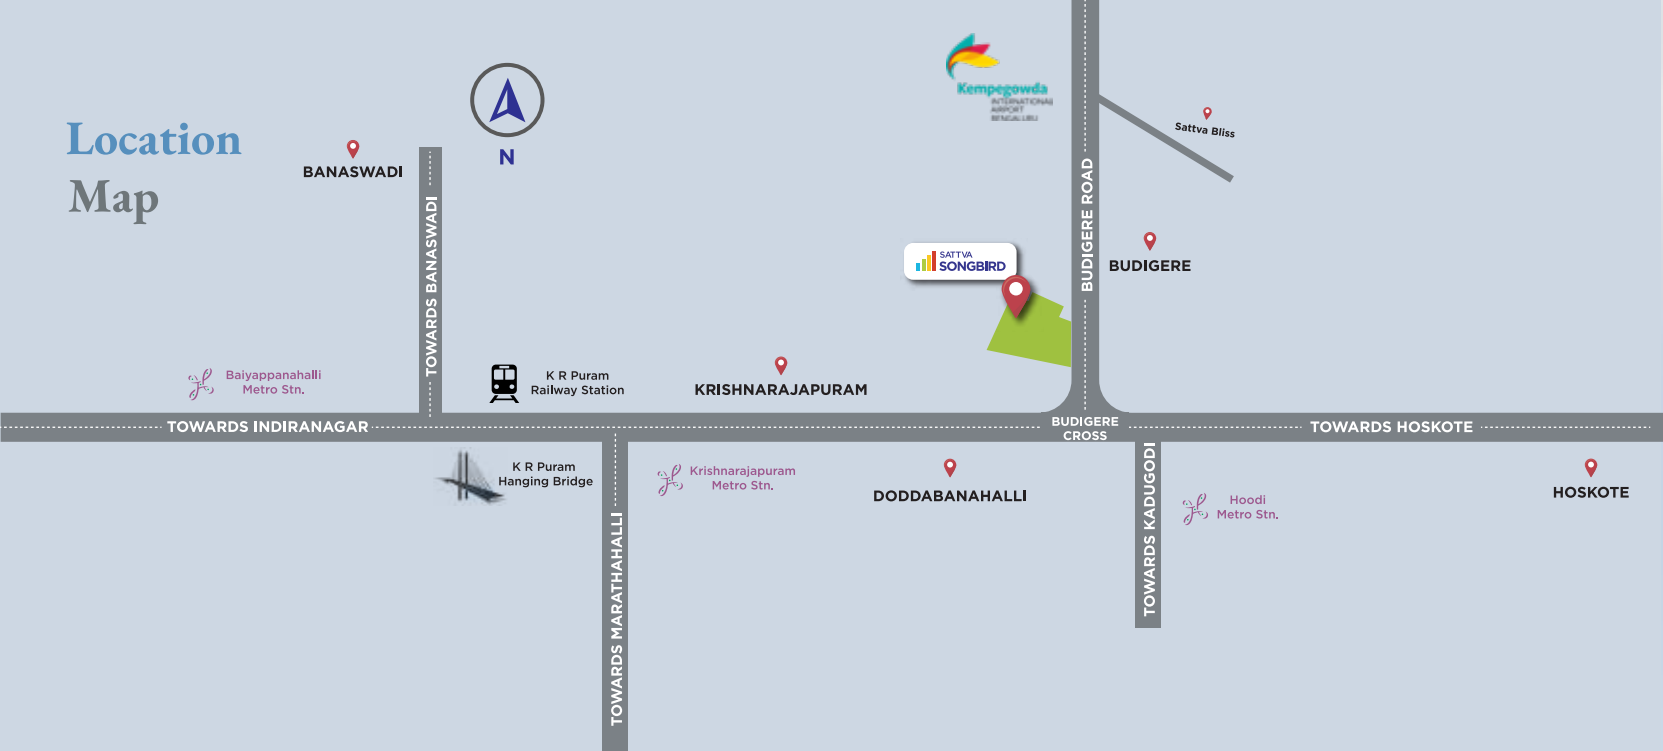 Location
Map
BANASWADI
N
TOWARDS BANASWADI
Kempegowda
INTERNATIONAL
AIRPORT
BENGALURU
BUDIGERE ROAD
Sattva Bliss
SATTVA
SONGBIRD
BUDIGERE
Baiyappanahalli
Metro Stn.
K R Puram
Railway Station
KRISHNARAJAPURAM
TOWARDS INDIRANAGAR
BUDIGERE
CROSS
TOWARDS HOSKOTE
K R Puram
Hanging Bridge
TOWARDS MARATHAHALLI
Krishnarajapuram
Metro Stn.
DODDABANAHALLI
TOWARDS KADUGODI
Hoodi
Metro Stn.
HOSKOTE